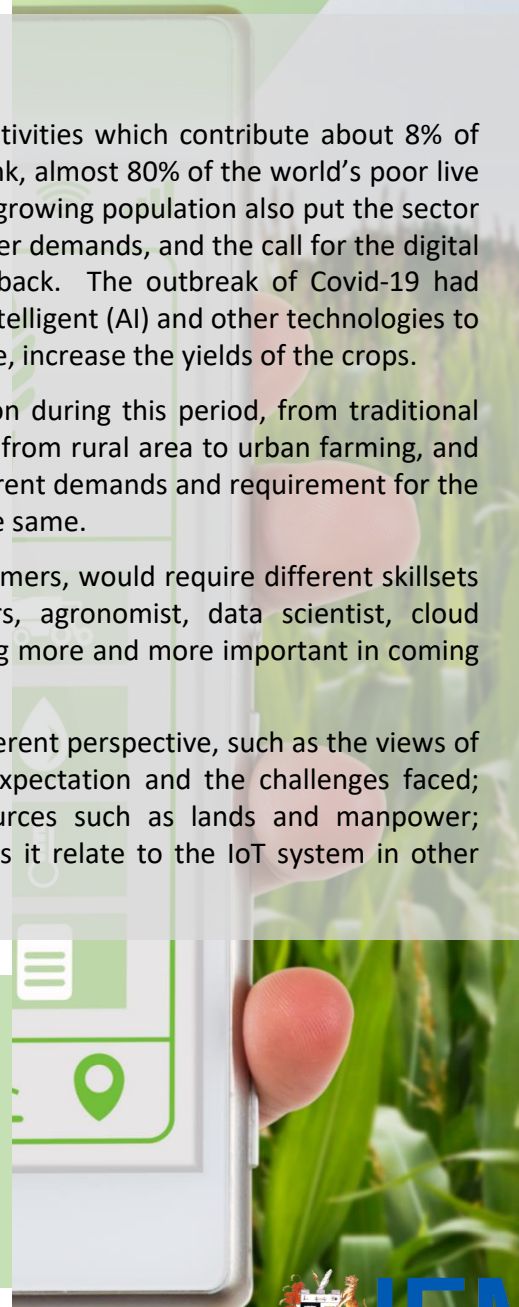 tivities which contribute about 8% of
nk, almost 80% of the world's poor live
growing population also put the sector
er demands, and the call for the digital
back. The outbreak of Covid-19 had
telligent (AI) and other technologies to
e, increase the yields of the crops.
on during this period, from traditional
from rural area to urban farming, and
rent demands and requirement for the
e same.
mers, would require different skillsets
rs, agronomist, data scientist, cloud
g more and more important in coming
erent perspective, such as the views of
xpectation and the challenges faced;
urces such as lands and manpower;
s it relate to the IoT system in other